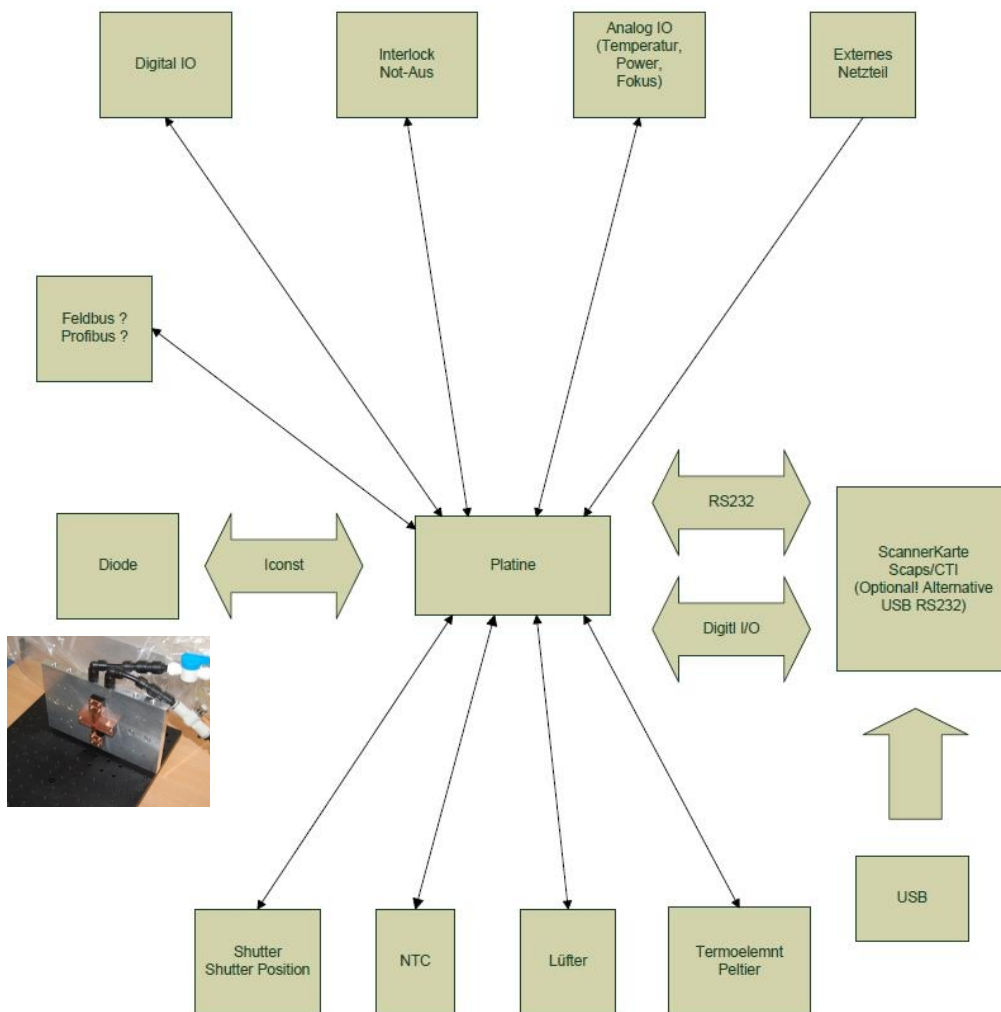 Digital IO
Interlock
Not-Aus
Analog IO
(Temperatur,
Power,
Fokus)
Externes
Netzteil
Feldbus ?
Profibus ?
Diode
Iconst
Platine
RS232
Digitl I/O
ScannerKarte
Scaps/CTI
(Optional! Alternative
USB RS232)
USB
Shutter
Shutter Position
NTC
Lüfter
Termoelemnt
Peltier